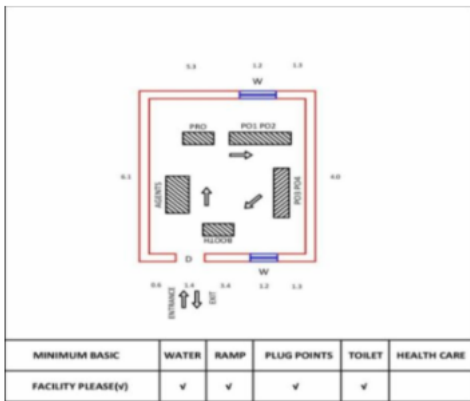 5.3 1.2 1.3
W
PRO PO1 PO2
6.1 AGENTS PO3 PO4 6.0
BOOTH
D W
0.6 1.4 3.4 1.2 1.3
ENTRANCE EXIT
MINIMUM BASIC WATER RAMP PLUG POINTS TOILET HEALTH CARE
FACILITY PLEASE(√) √ √ √ √